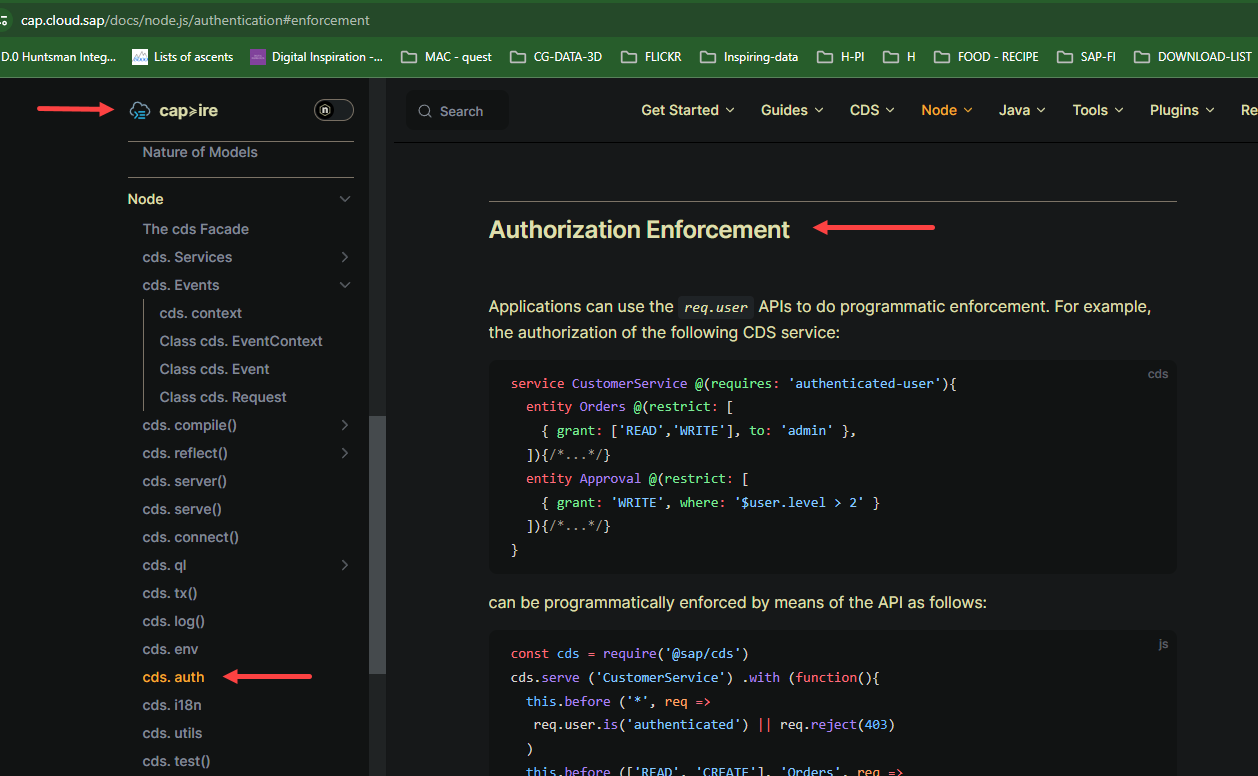 cap.cloud.sap/docs/node.js/authentication#enforcement
D.0 Huntsman Integ... Lists of ascents Digital Inspiration -... MAC - quest CG-DATA-3D FLICKR Inspiring-data H-PI H FOOD - RECIPE SAP-FI DOWNLOAD-LIST
cap≽ire
Search
Get Started Guides CDS Node Java Tools Plugins Re
Nature of Models
Node
The cds Facade
cds. Services
cds. Events
cds. context
Class cds. EventContext
Class cds. Event
Class cds. Request
cds. compile()
cds. reflect()
cds. server()
cds. serve()
cds. connect()
cds. ql
cds. tx()
cds. log()
cds. env
cds. auth
cds. i18n
cds. utils
cds. test()
Authorization Enforcement
Applications can use the req.user APIs to do programmatic enforcement. For example,
the authorization of the following CDS service:
cds
service CustomerService @(requires: 'authenticated-user'){
  entity Orders @(restrict: [
    { grant: ['READ','WRITE'], to: 'admin' },
  ]){/*...*/}
  entity Approval @(restrict: [
    { grant: 'WRITE', where: '$user.level > 2' }
  ]){/*...*/}
}
can be programmatically enforced by means of the API as follows:
js
const cds = require('@sap/cds')
cds.serve ('CustomerService') .with (function(){
  this.before ('*', req =>
   req.user.is('authenticated') || req.reject(403)
  )
  this.before (['READ', 'CREATE'], 'Orders', req =>